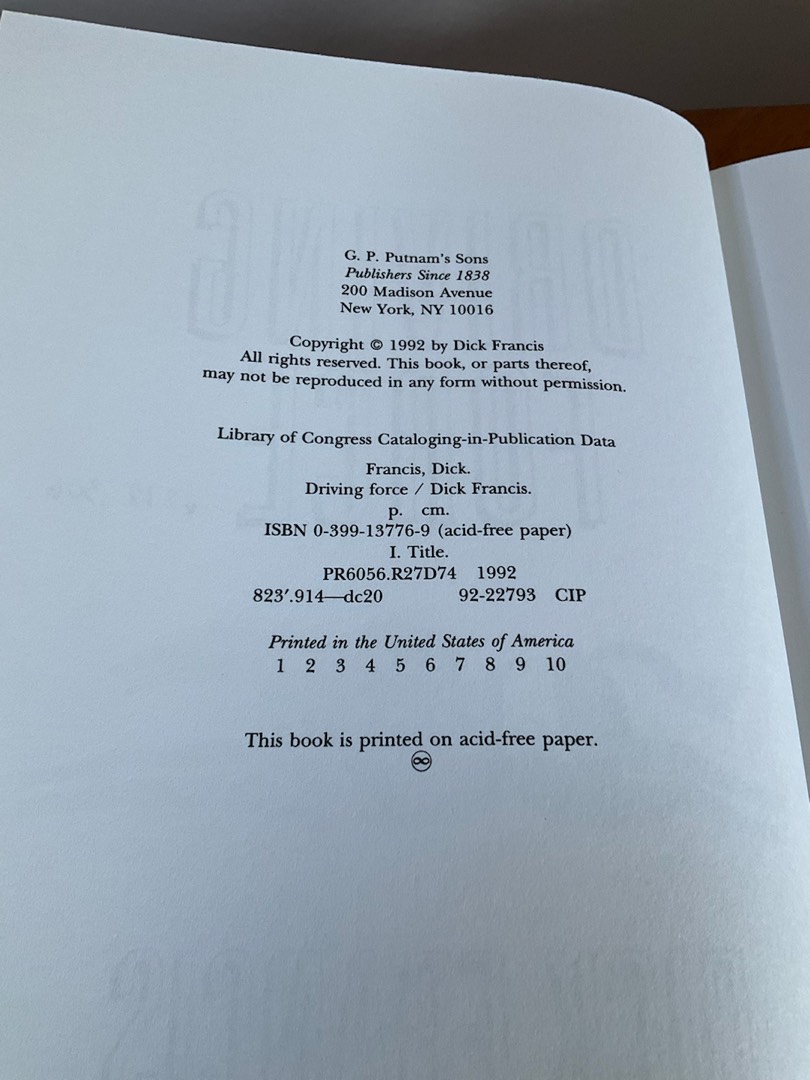 G. P. Putnam's Sons
Publishers Since 1838
200 Madison Avenue
New York, NY 10016
Copyright © 1992 by Dick Francis
All rights reserved. This book, or parts thereof,
may not be reproduced in any form without permission.
Library of Congress Cataloging-in-Publication Data
Francis, Dick.
Driving force / Dick Francis.
p. cm.
ISBN 0-399-13776-9 (acid-free paper)
I. Title.
PR6056.R27D74 1992
823′.914—dc20 92-22793 CIP
Printed in the United States of America
1 2 3 4 5 6 7 8 9 10
This book is printed on acid-free paper.
♾